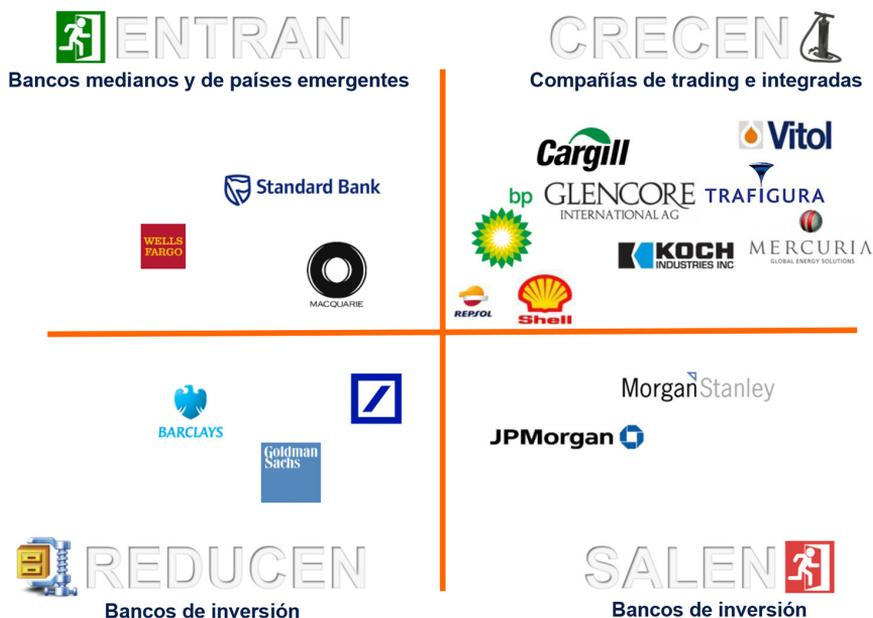 ENTRAN
Bancos medianos y de países emergentes
CRECEN
Compañías de trading e integradas
Standard Bank
WELLS
FARGO
MACQUARIE
Cargill
Vitol
bp
GLENCORE
INTERNATIONAL AG
TRAFIGURA
KOCH
INDUSTRIES INC
MERCURIA
GLOBAL ENERGY SOLUTIONS
REPSOL
Shell
BARCLAYS
Goldman
Sachs
Morgan Stanley
JPMorgan
REDUCEN
Bancos de inversión
SALEN
Bancos de inversión